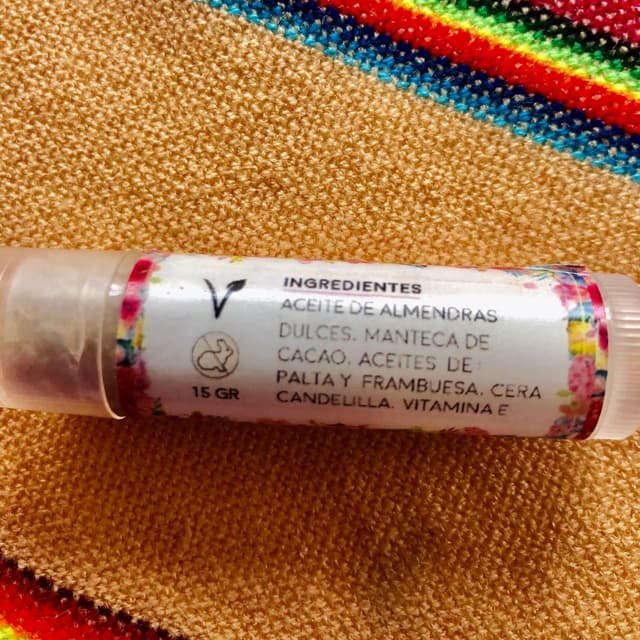 INGREDIENTES
ACEITE DE ALMENDRAS
DULCES, MANTECA DE
CACAO, ACEITES DE
PALTA Y FRAMBUESA, CERA
CANDELILLA, VITAMINA E
15 GR